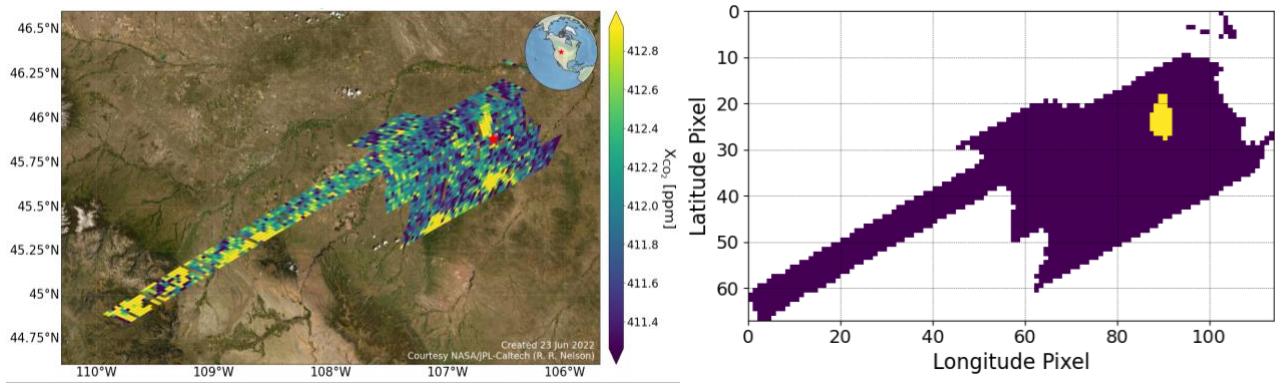 46.5°N
46.25°N
46°N
45.75°N
45.5°N
45.25°N
45°N
44.75°N
110°W 109°W 108°W 107°W 106°W
Created 23 Jun 2022
Courtesy NASA/JPL-Caltech (R. R. Nelson)
412.8
412.6
412.4
412.2
412.0
411.8
411.6
411.4
XCO2 [ppm]
0
10
20
30
40
50
60
Latitude Pixel
0 20 40 60 80 100
Longitude Pixel